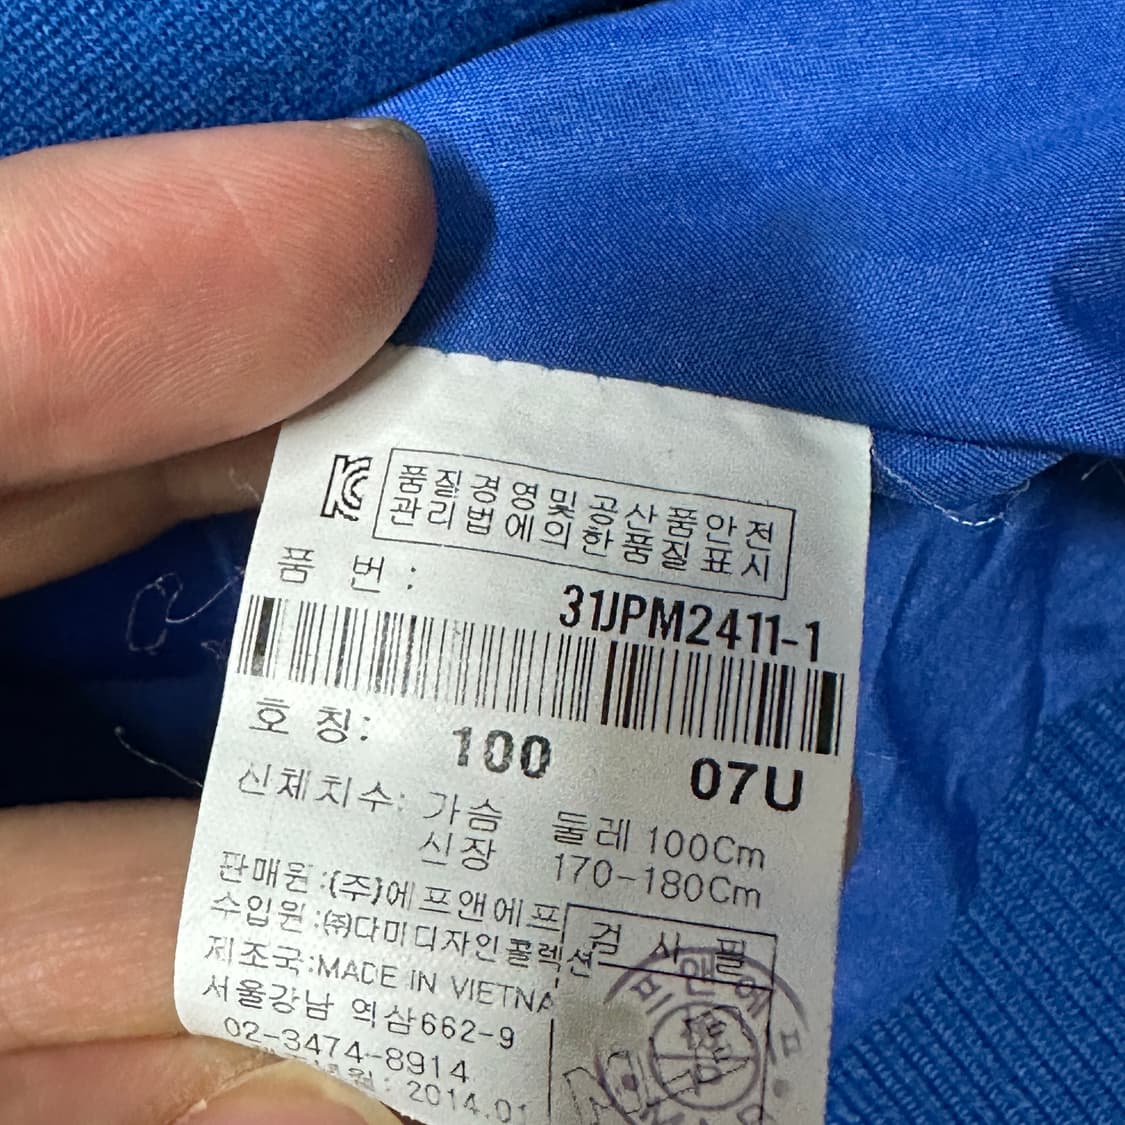 품질경영및공산품안전
관리법에의한품질표시
품 번 :
31JPM2411-1
호 칭: 100 07U
신체치수: 가슴 둘레 100Cm
신장 170-180Cm
판매원:(주)에프앤에프
수입원:㈜다미디자인콜렉션
제조국:MADE IN VIETNA
서울강남 역삼662-9
02-3474-8914
2014.01
검 사 필